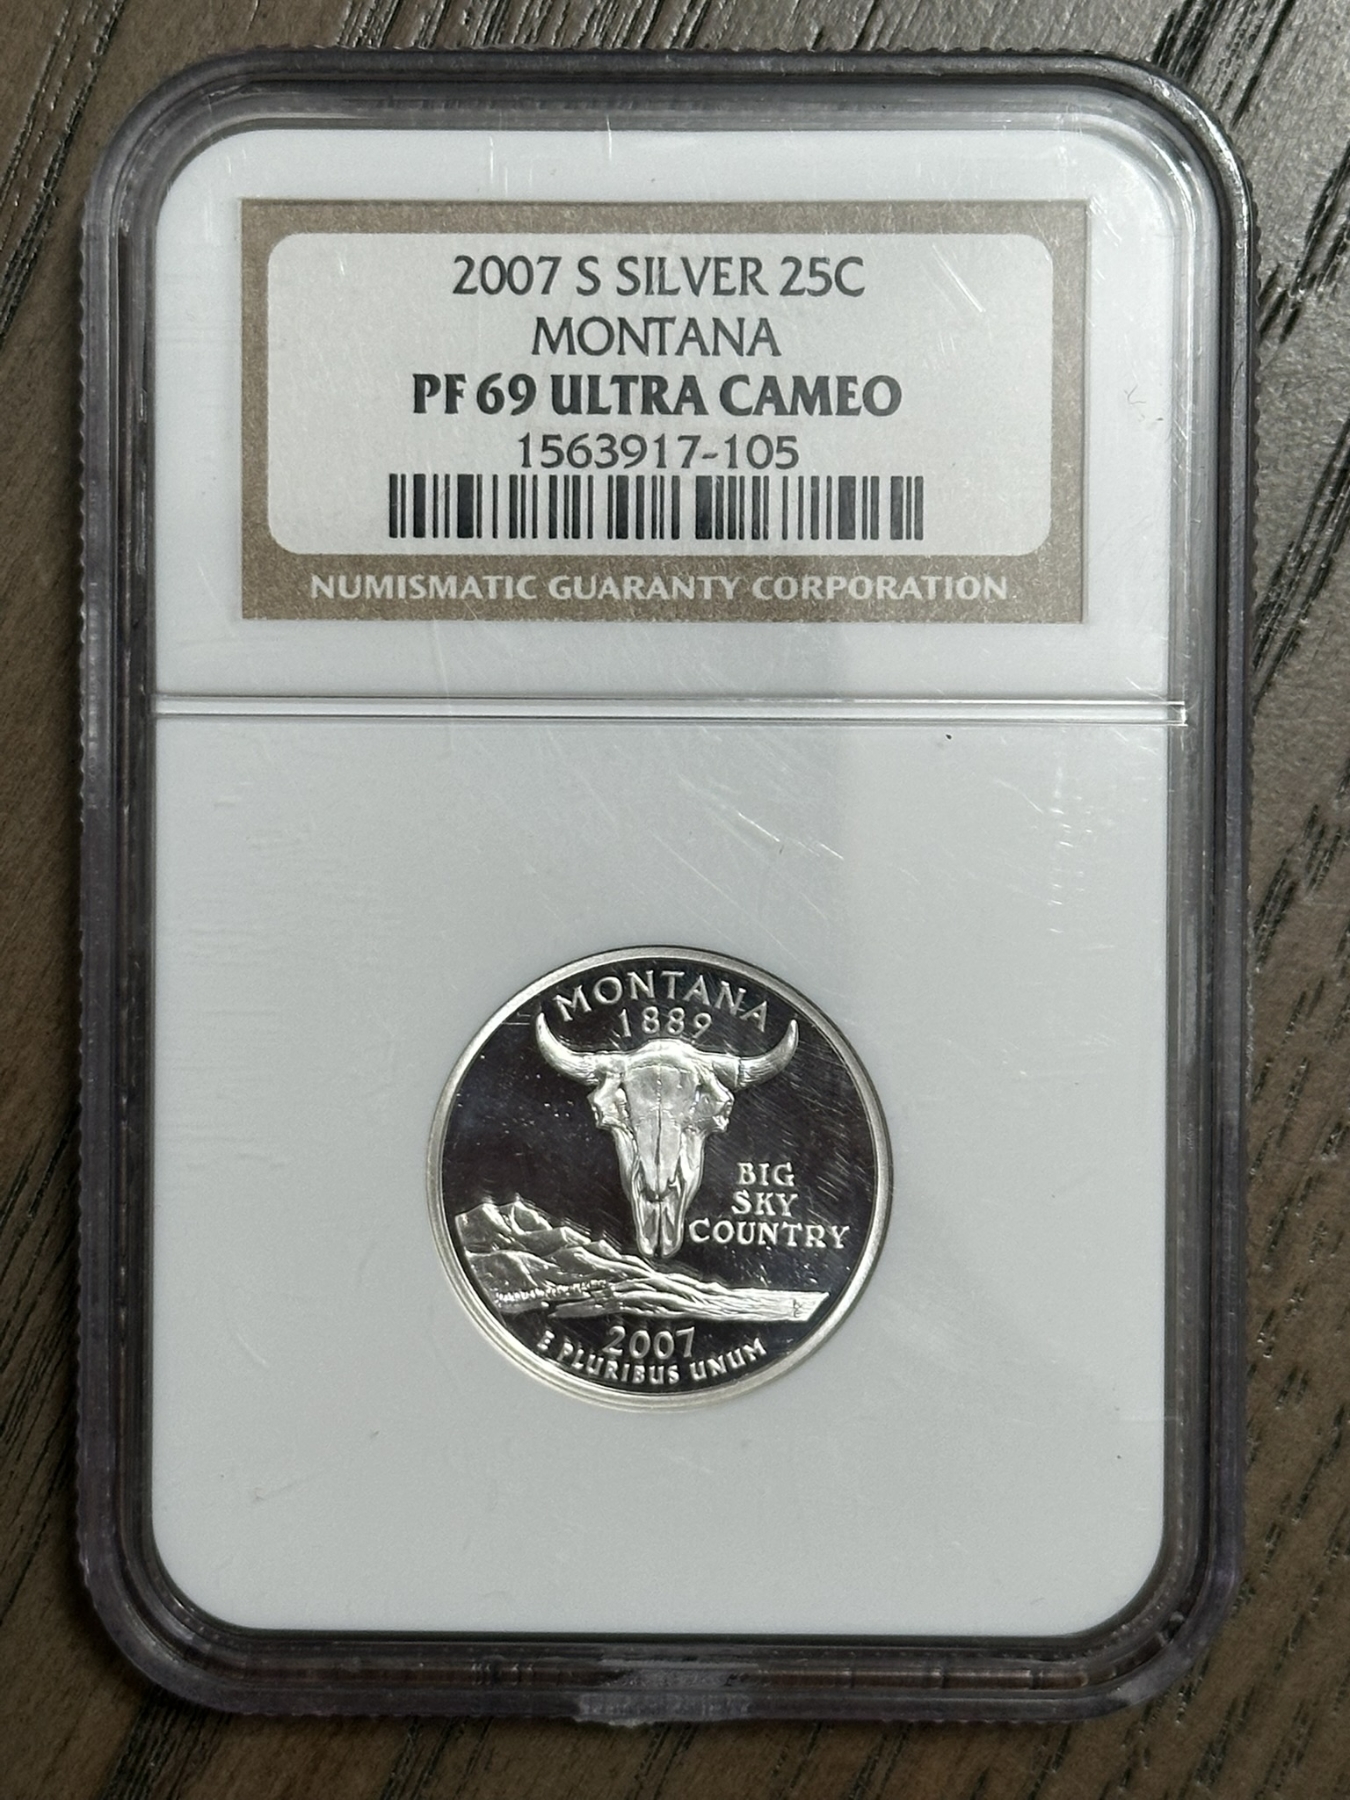 2007 S SILVER 25C
MONTANA
PF 69 ULTRA CAMEO
1563917-105
NUMISMATIC GUARANTY CORPORATION
MONTANA
1889
BIG
SKY
COUNTRY
2007
E PLURIBUS UNUM